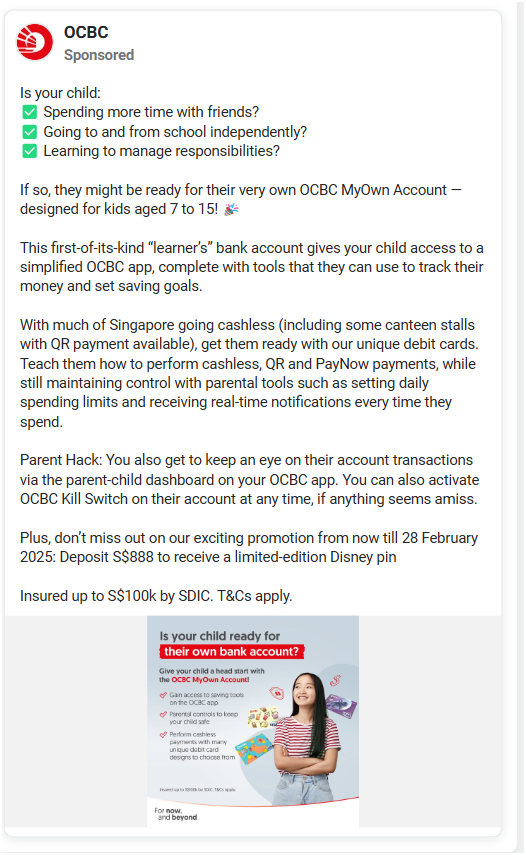 OCBC
Sponsored
Is your child:
✅ Spending more time with friends?
✅ Going to and from school independently?
✅ Learning to manage responsibilities?
If so, they might be ready for their very own OCBC MyOwn Account —
designed for kids aged 7 to 15! 🎉
This first-of-its-kind “learner’s” bank account gives your child access to a
simplified OCBC app, complete with tools that they can use to track their
money and set saving goals.
With much of Singapore going cashless (including some canteen stalls
with QR payment available), get them ready with our unique debit cards.
Teach them how to perform cashless, QR and PayNow payments, while
still maintaining control with parental tools such as setting daily
spending limits and receiving real-time notifications every time they
spend.
Parent Hack: You also get to keep an eye on their account transactions
via the parent-child dashboard on your OCBC app. You can also activate
OCBC Kill Switch on their account at any time, if anything seems amiss.
Plus, don’t miss out on our exciting promotion from now till 28 February
2025: Deposit S$888 to receive a limited-edition Disney pin
Insured up to S$100k by SDIC. T&Cs apply.
Is your child ready for
their own bank account?
Give your child a head start with
the OCBC MyOwn Account!
Gain access to saving tools
on the OCBC app
Parental controls to keep
your child safe
Perform cashless
payments with many
unique debit card
designs to choose from
Insured up to S$100k by SDIC. T&Cs apply.
For now,
and beyond